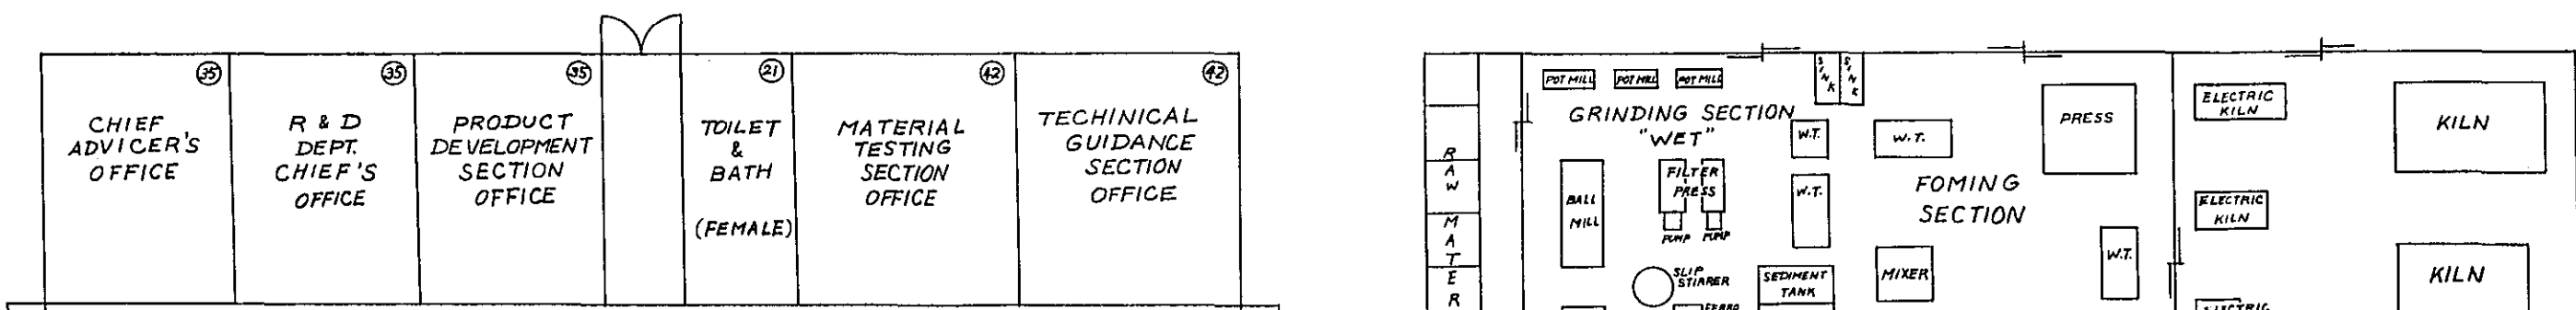 35
CHIEF
ADVICER'S
OFFICE
35
R & D
DEPT.
CHIEF'S
OFFICE
35
PRODUCT
DEVELOPMENT
SECTION
OFFICE
21
TOILET
&
BATH
(FEMALE)
42
MATERIAL
TESTING
SECTION
OFFICE
42
TECHINICAL
GUIDANCE
SECTION
OFFICE
RAW MATER
POT MILL
POT MILL
POT MILL
SINK
SINK
GRINDING SECTION
"WET"
BALL
MILL
FILTER
PRESS
PUMP
PUMP
SLIP
STIRRER
W.T.
W.T.
SEDIMENT
TANK
W.T.
FOMING
SECTION
MIXER
PRESS
W.T.
ELECTRIC
KILN
ELECTRIC
KILN
ELECTRIC
KILN
KILN